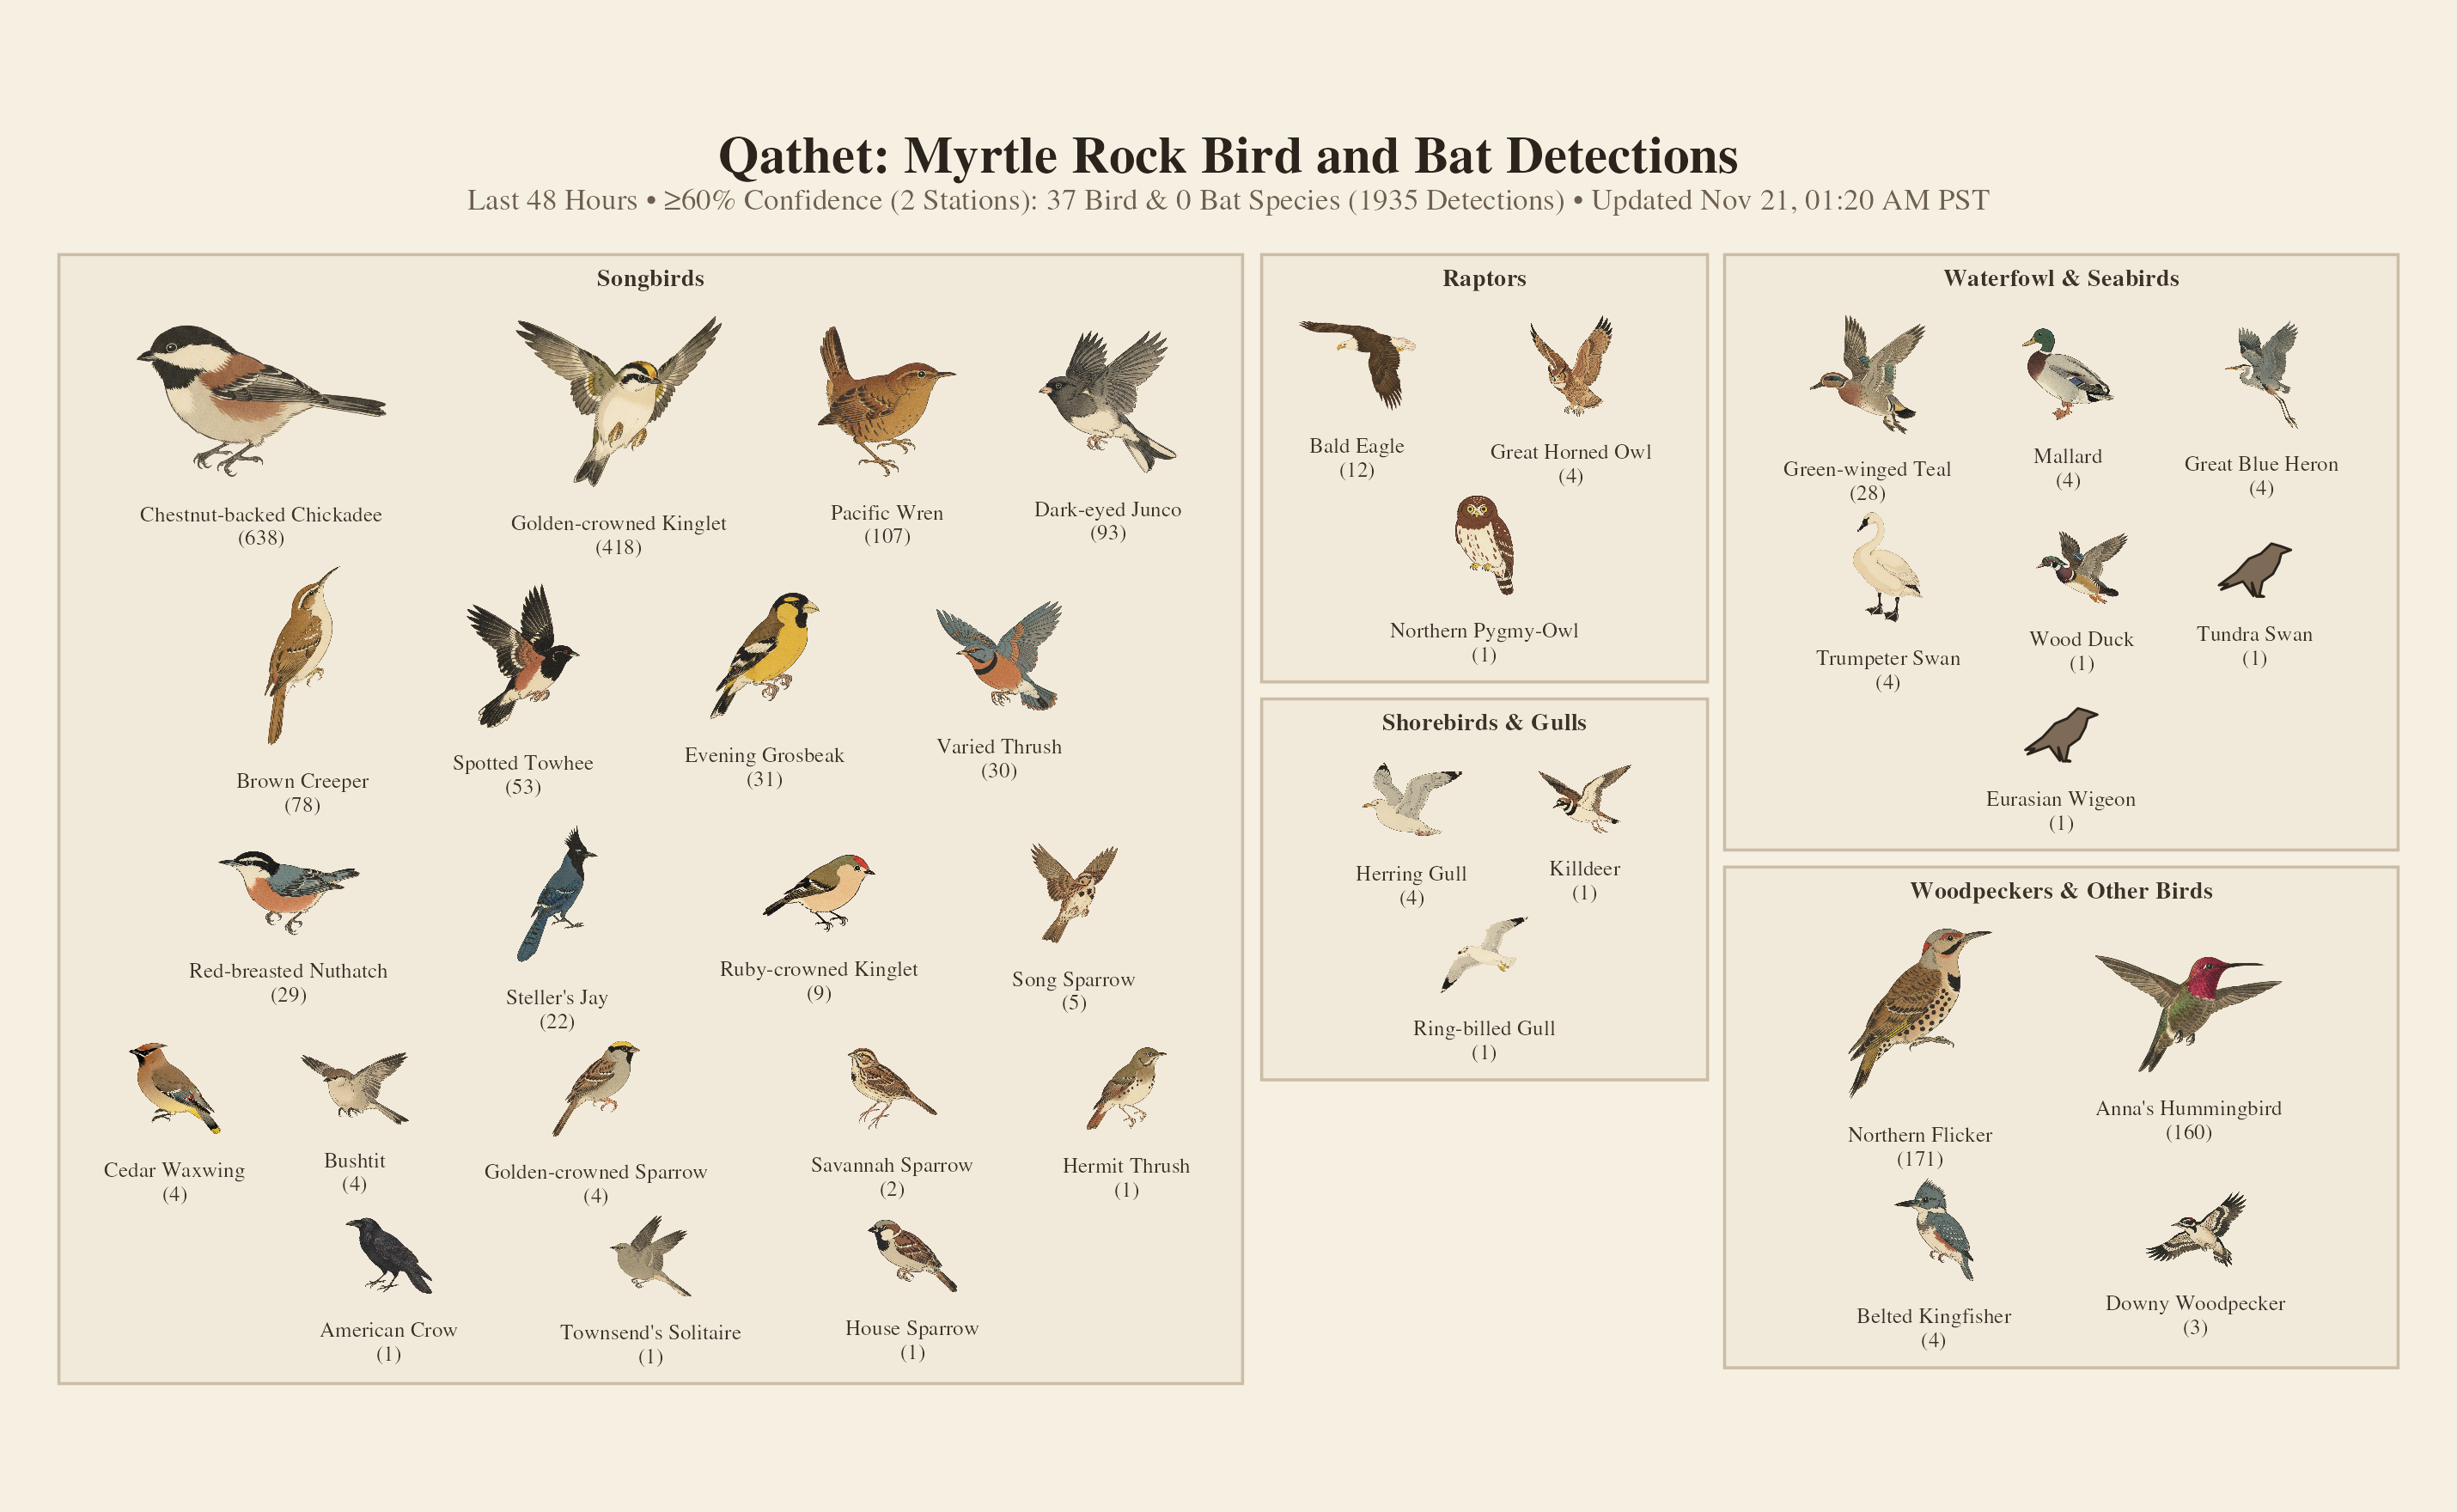 Qathet: Myrtle Rock Bird and Bat Detections
Last 48 Hours • ≥60% Confidence (2 Stations): 37 Bird & 0 Bat Species (1935 Detections) • Updated Nov 21, 01:20 AM PST
Songbirds
Chestnut-backed Chickadee
(638)
Golden-crowned Kinglet
(418)
Pacific Wren
(107)
Dark-eyed Junco
(93)
Brown Creeper
(78)
Spotted Towhee
(53)
Evening Grosbeak
(31)
Varied Thrush
(30)
Red-breasted Nuthatch
(29)
Steller's Jay
(22)
Ruby-crowned Kinglet
(9)
Song Sparrow
(5)
Cedar Waxwing
(4)
Bushtit
(4)
Golden-crowned Sparrow
(4)
Savannah Sparrow
(2)
Hermit Thrush
(1)
American Crow
(1)
Townsend's Solitaire
(1)
House Sparrow
(1)
Raptors
Bald Eagle
(12)
Great Horned Owl
(4)
Northern Pygmy-Owl
(1)
Shorebirds & Gulls
Herring Gull
(4)
Killdeer
(1)
Ring-billed Gull
(1)
Waterfowl & Seabirds
Green-winged Teal
(28)
Mallard
(4)
Great Blue Heron
(4)
Trumpeter Swan
(4)
Wood Duck
(1)
Tundra Swan
(1)
Eurasian Wigeon
(1)
Woodpeckers & Other Birds
Northern Flicker
(171)
Anna's Hummingbird
(160)
Belted Kingfisher
(4)
Downy Woodpecker
(3)